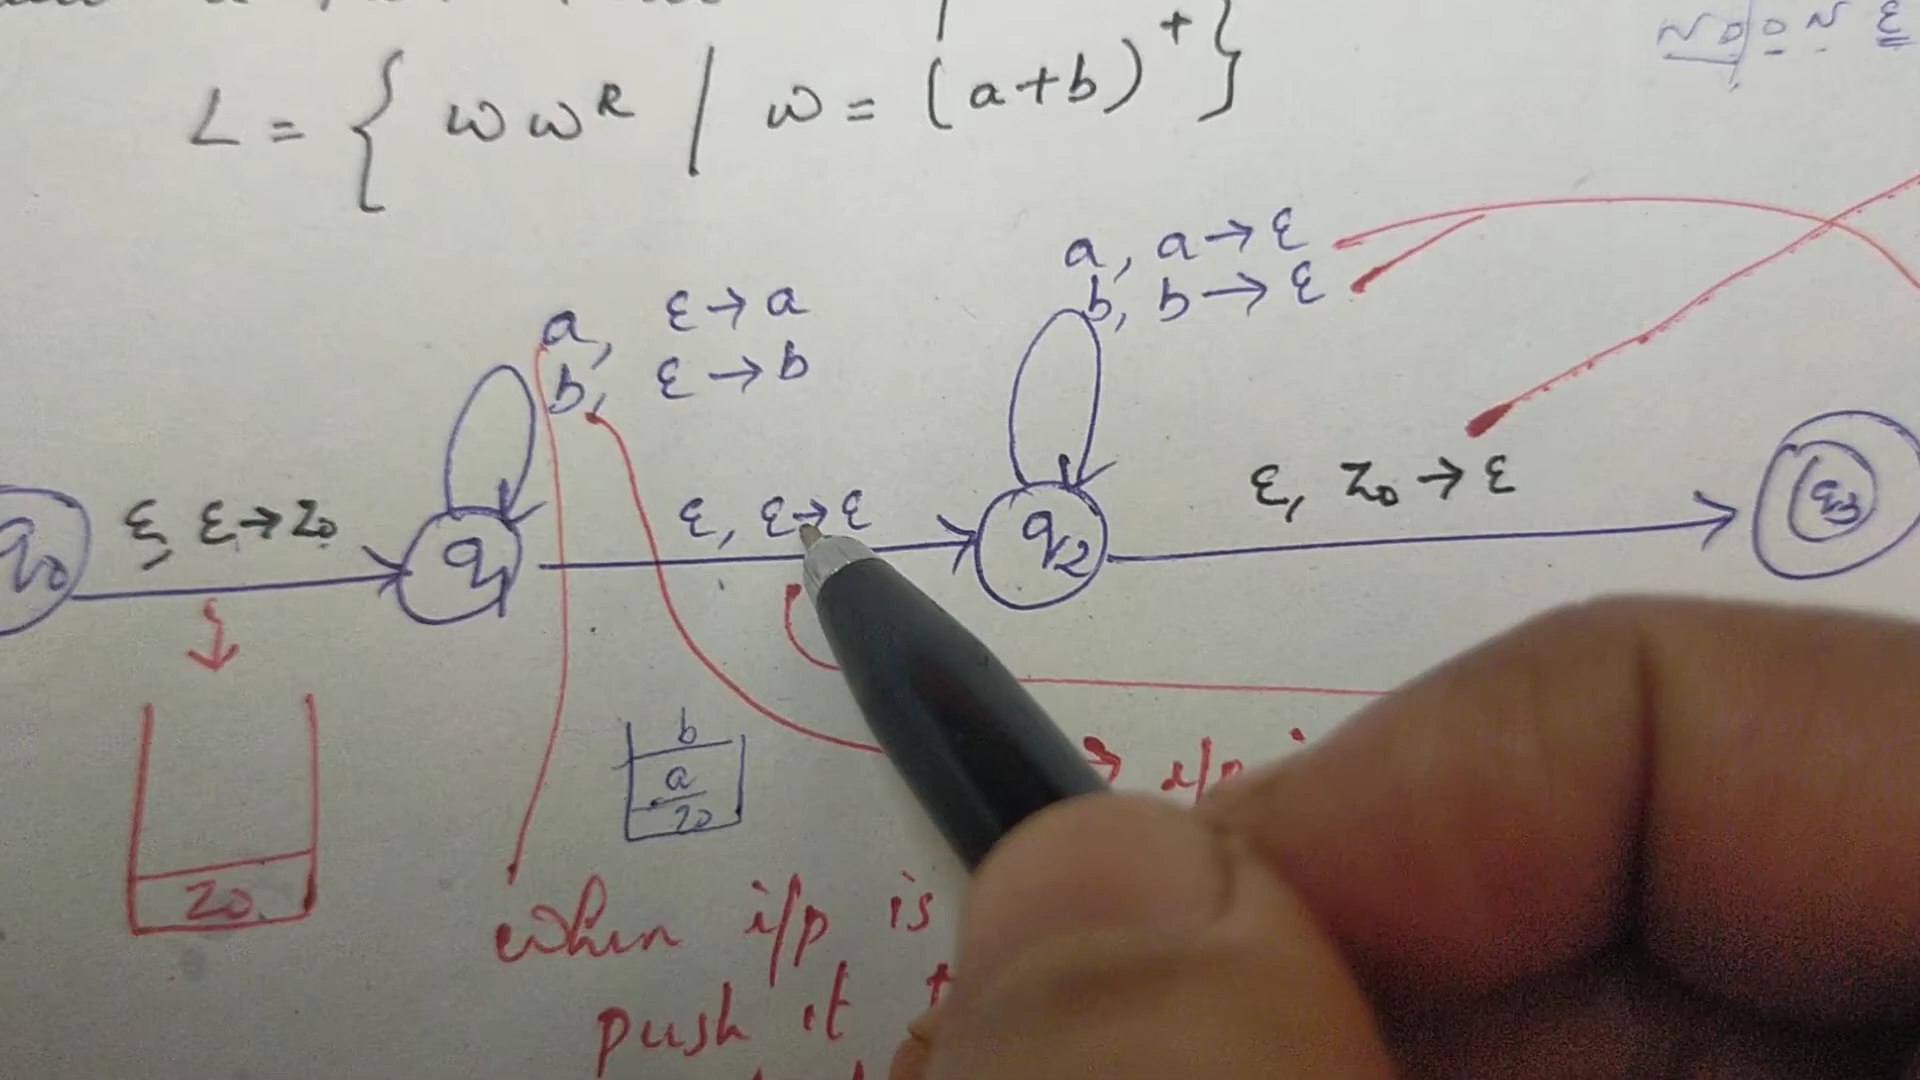 N O O N ε
L = { w w^R / w = (a+b)^+ }
a, a → ε
b, b → ε
a, ε → a
b, ε → b
q0 ε, ε → Z0 q1 ε, ε → ε q2 ε, Z0 → ε q3
b
a
Z0
Z0
i/p
when i/p is
push it